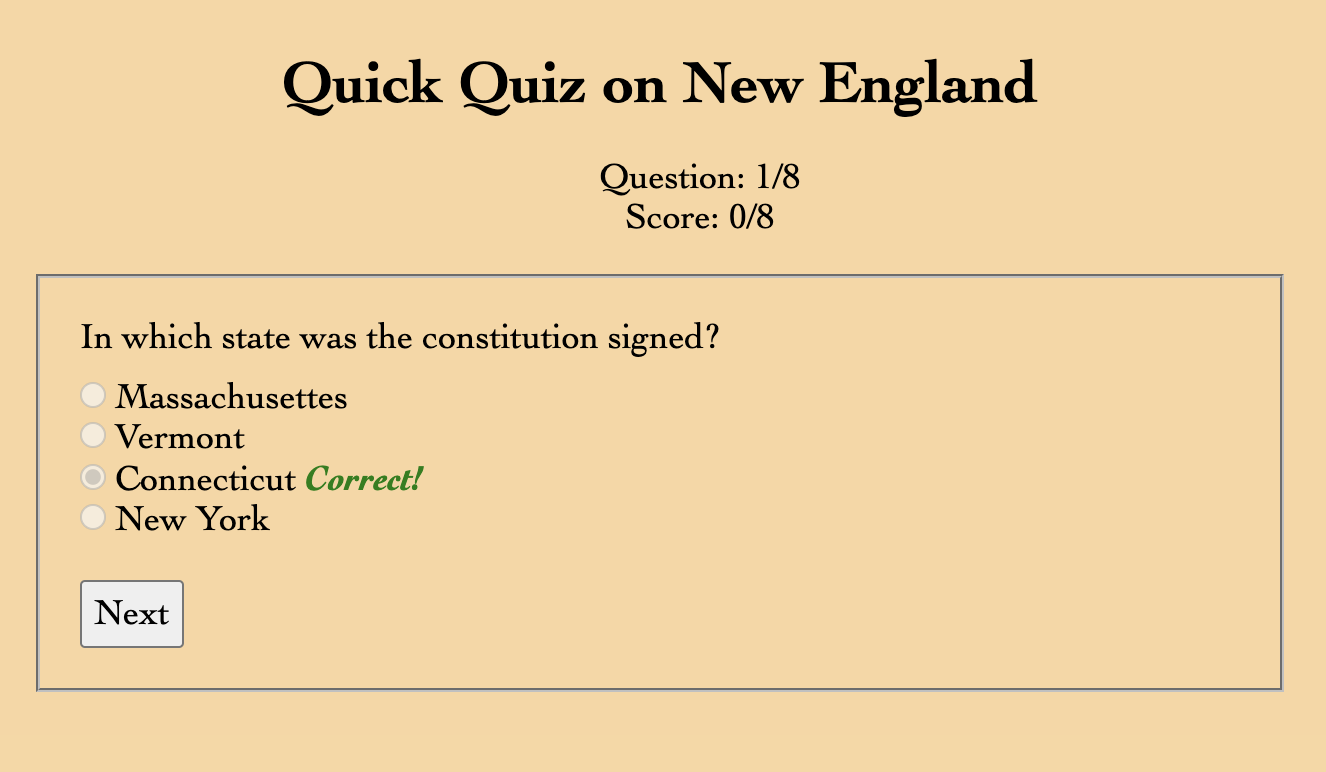 Quick Quiz on New England
Question: 1/8
Score: 0/8
In which state was the constitution signed?
Massachusettes
Vermont
Connecticut Correct!
New York
Next